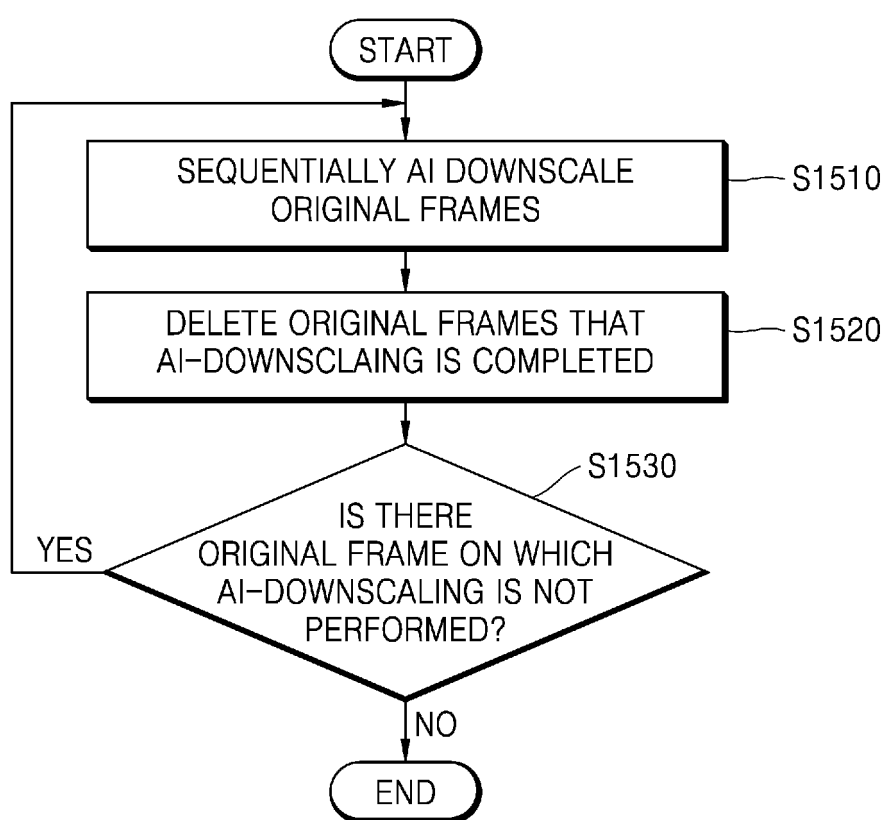 START
SEQUENTIALLY AI DOWNSCALE
ORIGINAL FRAMES
S1510
DELETE ORIGINAL FRAMES THAT
AI-DOWNSCLAING IS COMPLETED
S1520
S1530
IS THERE
ORIGINAL FRAME ON WHICH
AI-DOWNSCALING IS NOT
PERFORMED?
YES
NO
END